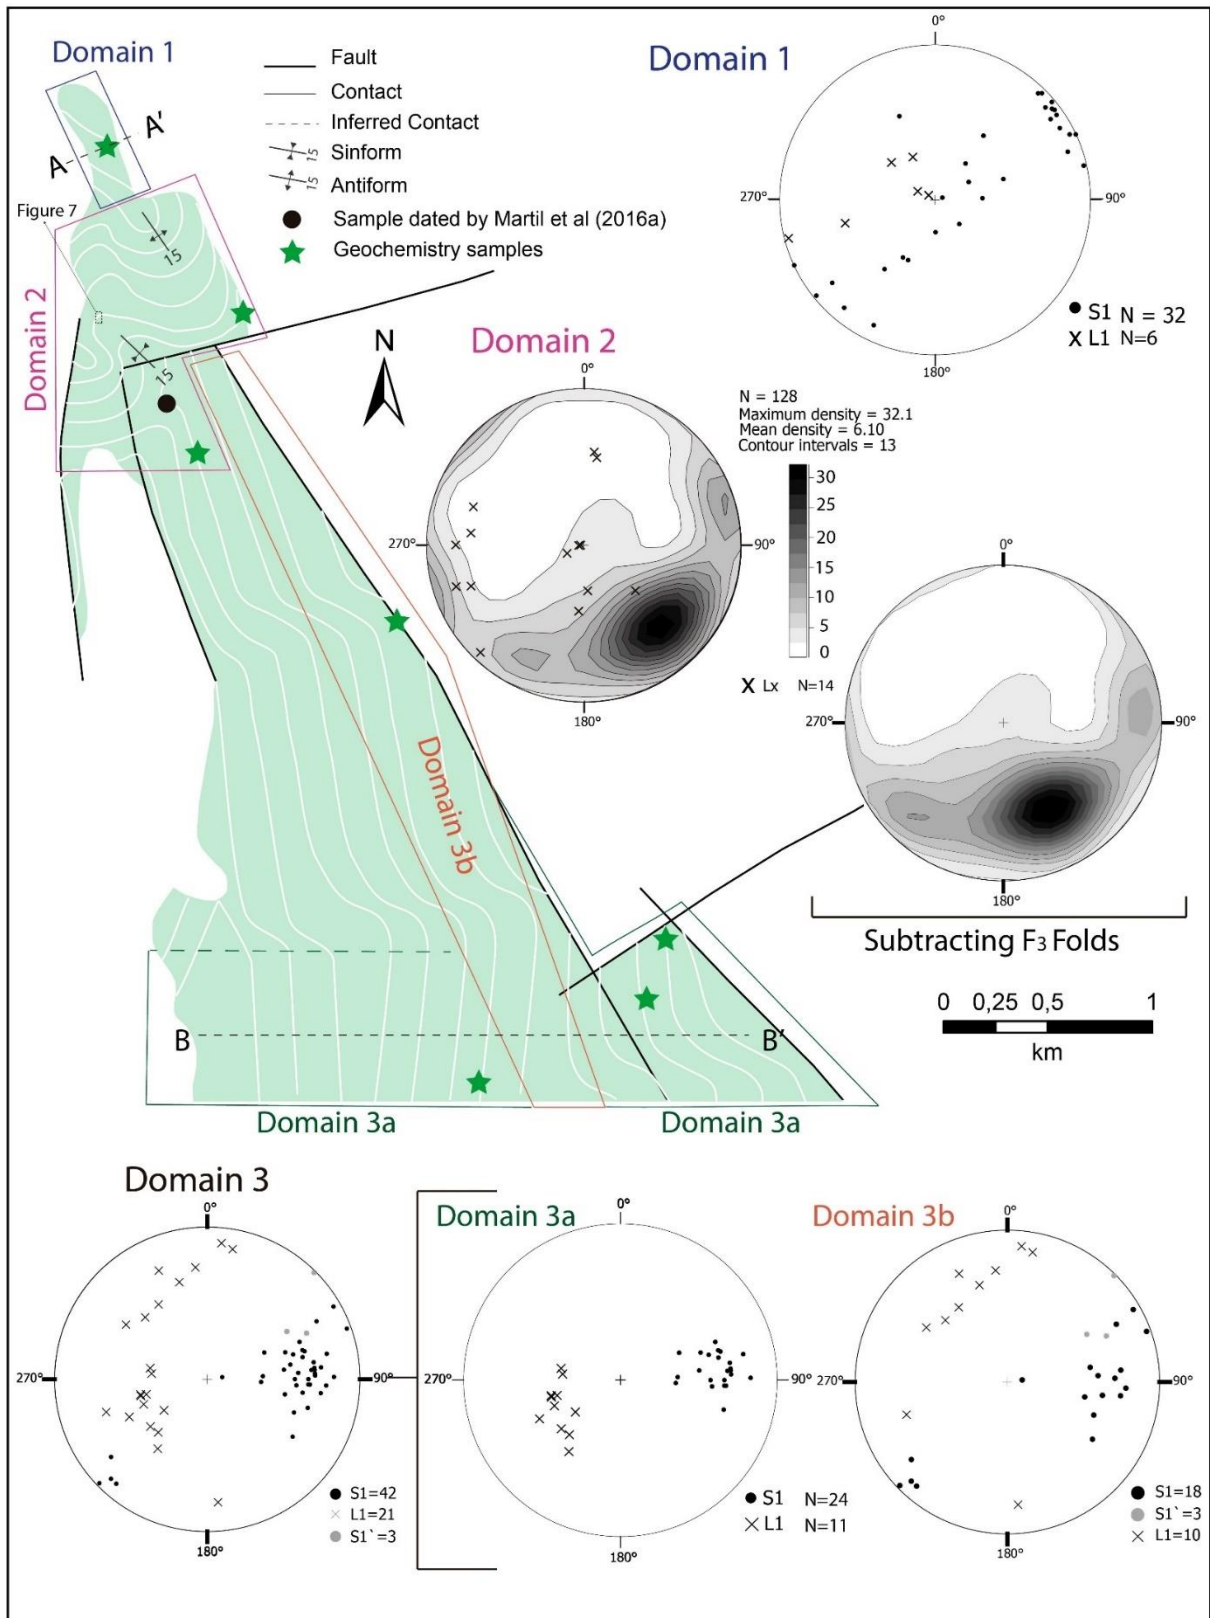 Domain 1
Fault
Contact
Inferred Contact
15 Sinform
15 Antiform
Sample dated by Martil et al (2016a)
Geochemistry samples
A
A'
Figure 7
15
15
Domain 2
N
Domain 3b
B
B'
Domain 3a
Domain 3a
Domain 1
0°
270°
90°
180°
S1 N = 32
X L1 N=6
Domain 2
0°
270°
90°
180°
N = 128
Maximum density = 32.1
Mean density = 6.10
Contour intervals = 13
30
25
20
15
10
5
0
X Lx N=14
270°
90°
180°
Subtracting F3 Folds
0 0,25 0,5 1
km
Domain 3
0°
270°
90°
180°
S1=42
L1=21
S1`=3
Domain 3a
0°
270°
90°
180°
S1 N=24
L1 N=11
Domain 3b
0°
270°
90°
180°
S1=18
S1`=3
L1=10